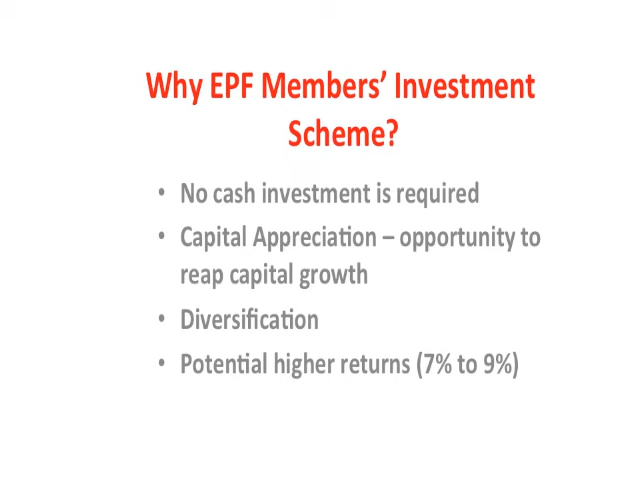 Why EPF Members’ Investment
Scheme?
• No cash investment is required
• Capital Appreciation – opportunity to
reap capital growth
• Diversification
• Potential higher returns (7% to 9%)